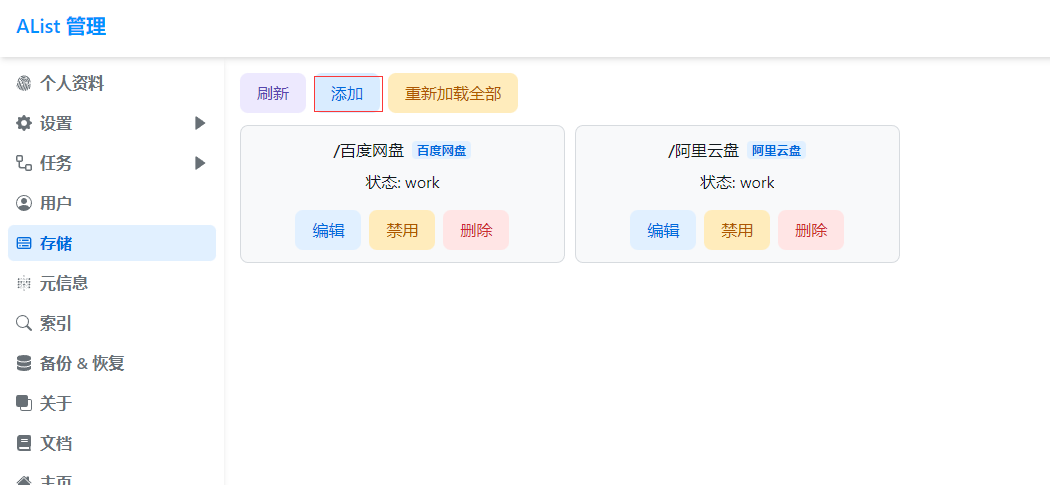 AList 管理
个人资料
设置
任务
用户
存储
元信息
索引
备份 & 恢复
关于
文档
主页
刷新 添加 重新加载全部
/百度网盘 百度网盘
状态: work
编辑 禁用 删除
/阿里云盘 阿里云盘
状态: work
编辑 禁用 删除